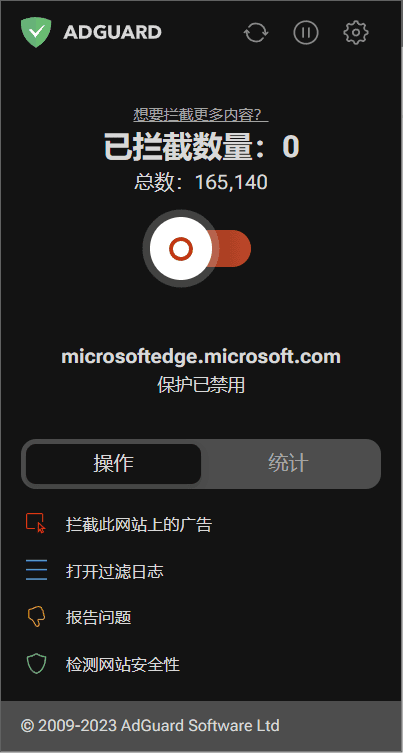 ADGUARD
想要拦截更多内容？
已拦截数量：0
总数：165,140
microsoftedge.microsoft.com
保护已禁用
操作 统计
拦截此网站上的广告
打开过滤日志
报告问题
检测网站安全性
© 2009-2023 AdGuard Software Ltd